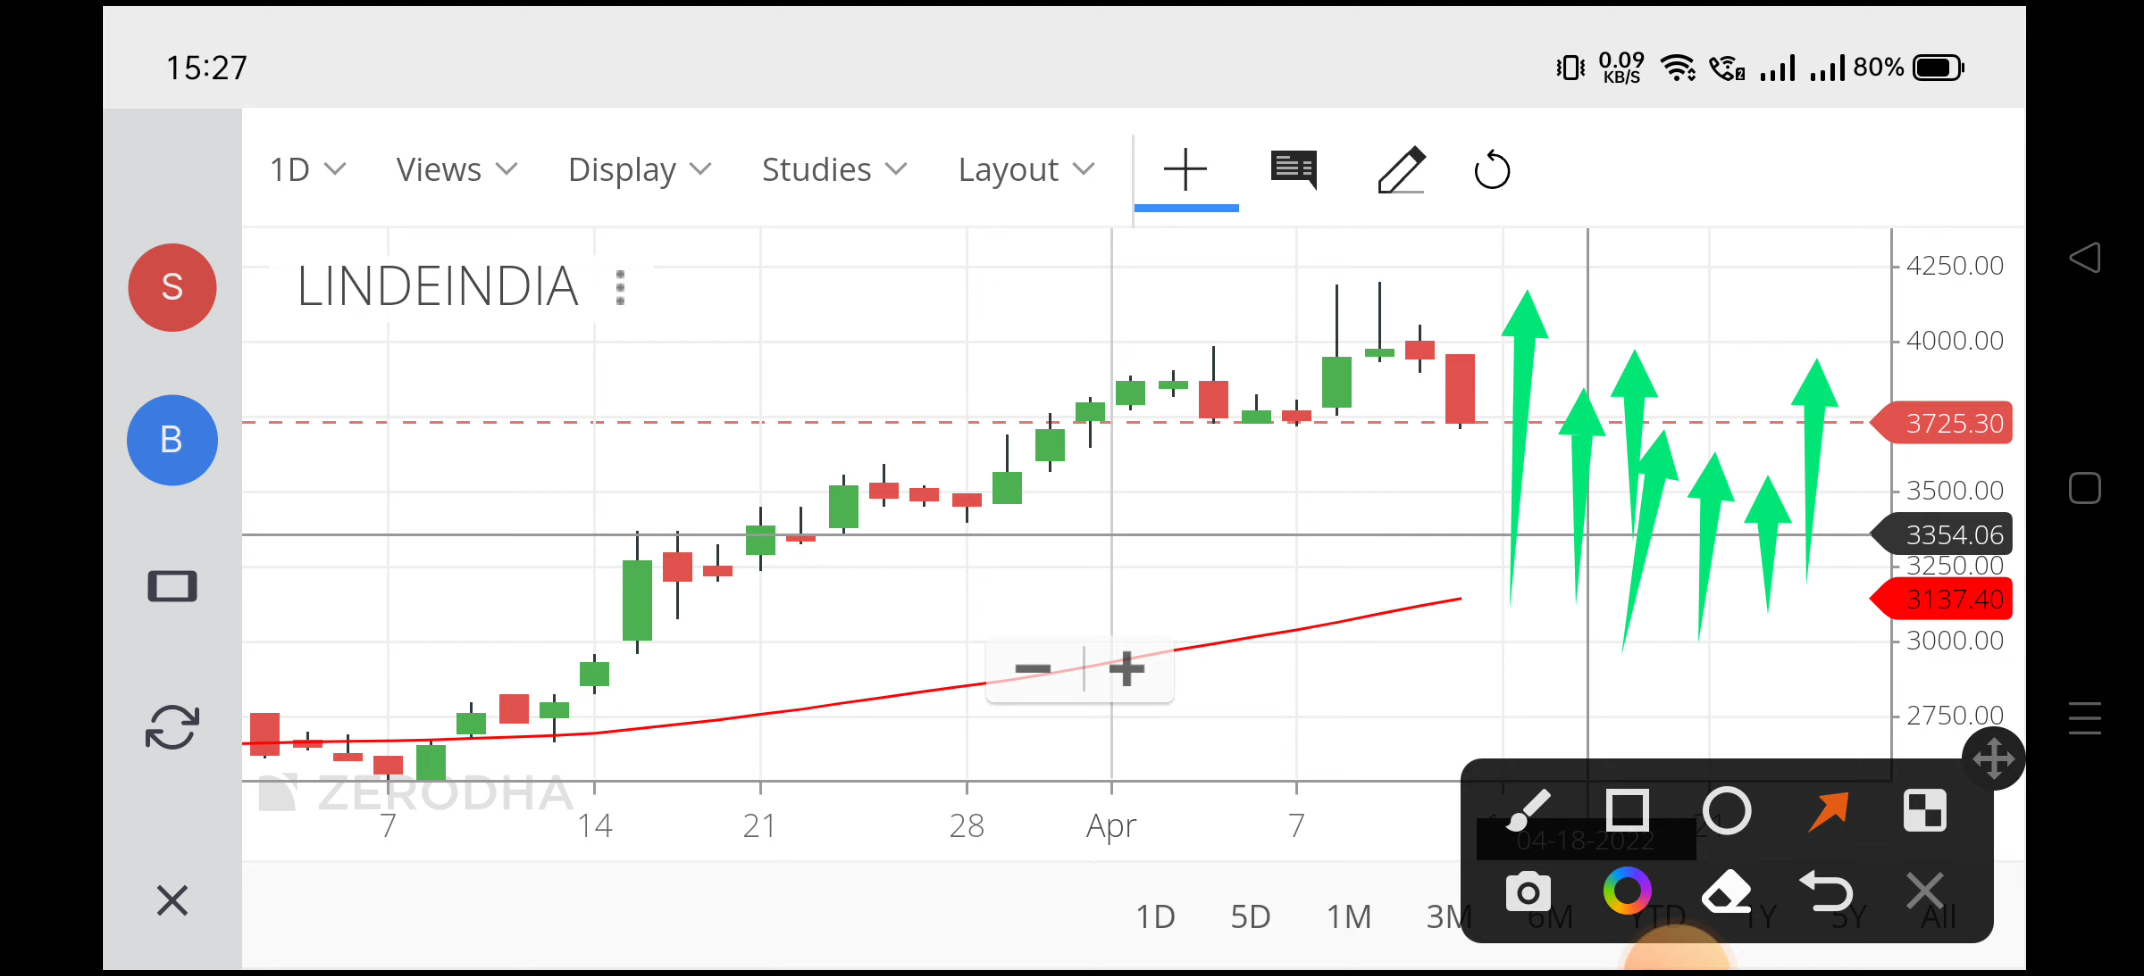 15:27
0.09
KB/S
2
80%
1D Views Display Studies Layout
S
LINDEINDIA
4250.00
4000.00
B
3725.30
3500.00
3354.06
3250.00
3137.40
3000.00
2750.00
ZERODHA
7 14 21 28 Apr 7
04-18-2022
1D 5D 1M 3M 6M YTD 1Y 5Y All